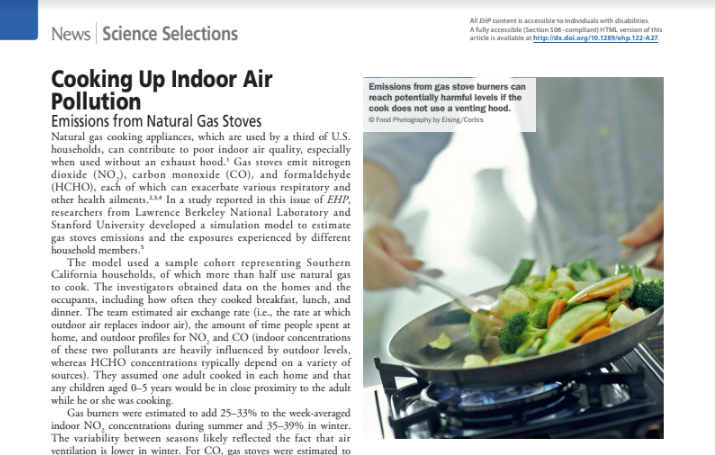 News | Science Selections
All EHP content is accessible to individuals with disabilities.
A fully accessible (Section 508–compliant) HTML version of this
article is available at http://dx.doi.org/10.1289/ehp.122-A27.
Cooking Up Indoor Air
Pollution
Emissions from Natural Gas Stoves
Natural gas cooking appliances, which are used by a third of U.S.
households, can contribute to poor indoor air quality, especially
when used without an exhaust hood.¹ Gas stoves emit nitrogen
dioxide (NO₂), carbon monoxide (CO), and formaldehyde
(HCHO), each of which can exacerbate various respiratory and
other health ailments.²,³,⁴ In a study reported in this issue of EHP,
researchers from Lawrence Berkeley National Laboratory and
Stanford University developed a simulation model to estimate
gas stoves emissions and the exposures experienced by different
household members.⁵
The model used a sample cohort representing Southern
California households, of which more than half use natural gas
to cook. The investigators obtained data on the homes and the
occupants, including how often they cooked breakfast, lunch, and
dinner. The team estimated air exchange rate (i.e., the rate at which
outdoor air replaces indoor air), the amount of time people spent at
home, and outdoor profiles for NO₂ and CO (indoor concentrations
of these two pollutants are heavily influenced by outdoor levels,
whereas HCHO concentrations typically depend on a variety of
sources). They assumed one adult cooked in each home and that
any children aged 0–5 years would be in close proximity to the adult
while he or she was cooking.
Gas burners were estimated to add 25–33% to the week-averaged
indoor NO₂ concentrations during summer and 35–39% in winter.
The variability between seasons likely reflected the fact that air
ventilation is lower in winter. For CO, gas stoves were estimated to
Emissions from gas stove burners can
reach potentially harmful levels if the
cook does not use a venting hood.
© Food Photography by Eising/Corbis